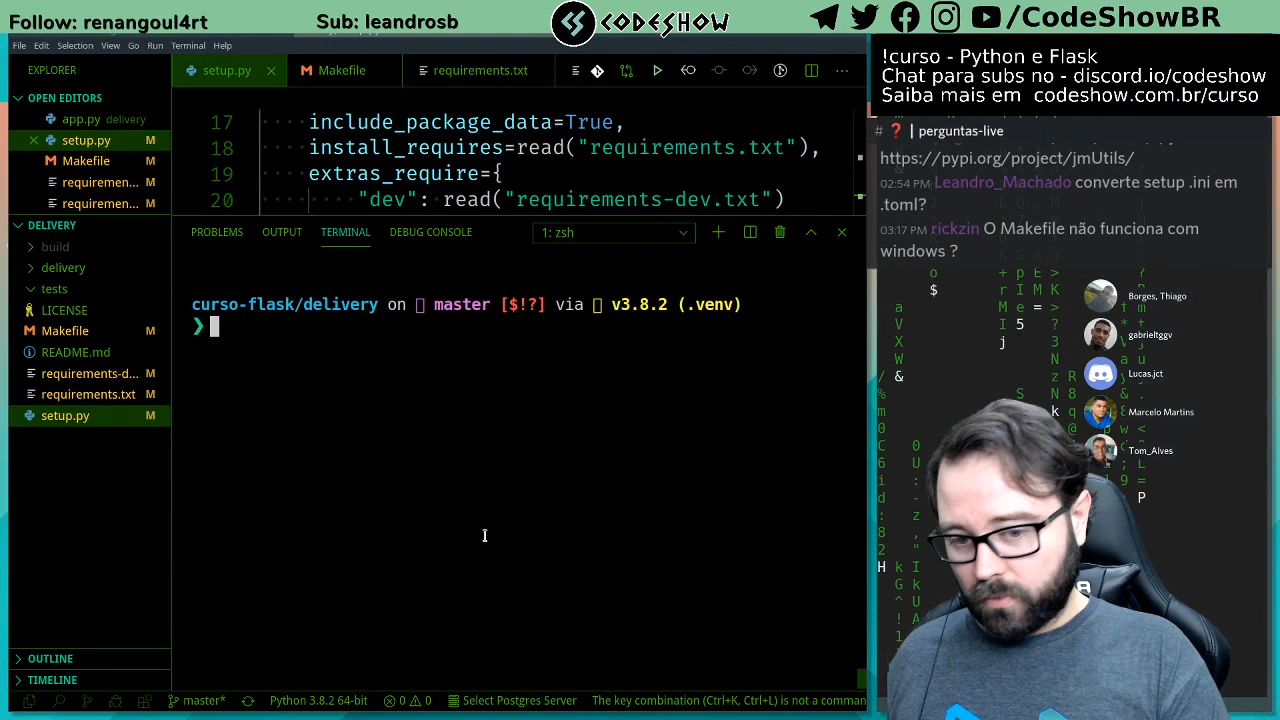 Follow: renangoul4rt
Sub: leandrosb
CODESHOW
/CodeShowBR
File Edit Selection View Go Run Terminal Help
!curso - Python e Flask
Chat para subs no - discord.io/codeshow
Saiba mais em codeshow.com.br/curso
EXPLORER
setup.py
Makefile
requirements.txt
OPEN EDITORS
app.py delivery
setup.py M
Makefile M
requiremen... M
requiremen... M
DELIVERY
build
delivery
tests
LICENSE
Makefile M
README.md
requirements-d... M
requirements.txt M
setup.py M
17 include_package_data=True,
18 install_requires=read("requirements.txt"),
19 extras_require={
20 "dev": read("requirements-dev.txt")
PROBLEMS OUTPUT TERMINAL DEBUG CONSOLE 1: zsh
curso-flask/delivery on master [$!?] via v3.8.2 (.venv)
❯
# ❓ | perguntas-live
https://pypi.org/project/jmUtils/
02:54 PM Leandro_Machado converte setup .ini em
.toml?
03:17 PM rickzin O Makefile não funciona com
windows ?
Borges, Thiago
gabrieltggv
Lucas.jct
Marcelo Martins
Tom_Alves
OUTLINE
TIMELINE
master* Python 3.8.2 64-bit 0 0 Select Postgres Server The key combination (Ctrl+K, Ctrl+L) is not a comman